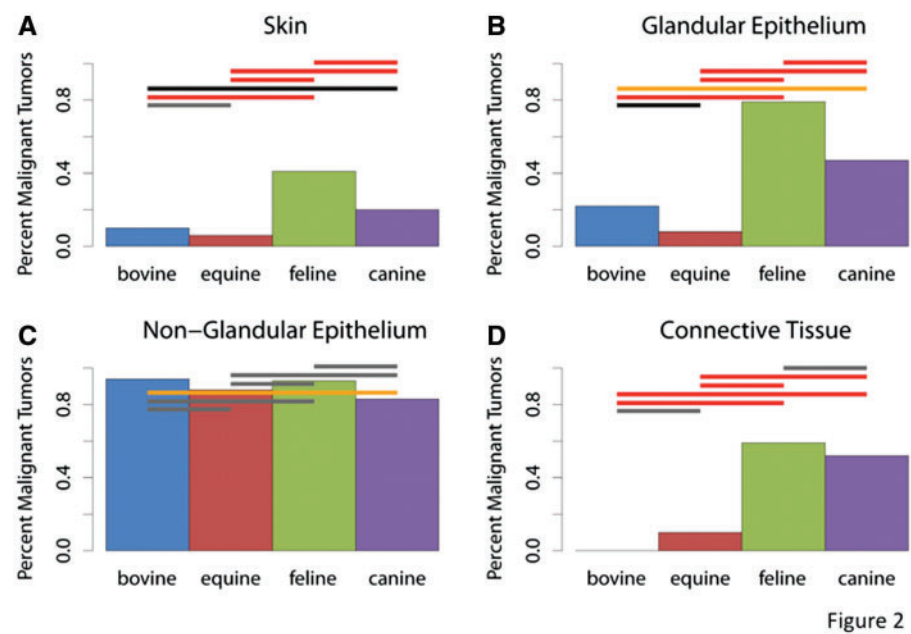 A
Skin
Percent Malignant Tumors
0.8
0.4
0.0
bovine equine feline canine
B
Glandular Epithelium
Percent Malignant Tumors
0.8
0.4
0.0
bovine equine feline canine
C
Non-Glandular Epithelium
Percent Malignant Tumors
0.8
0.4
0.0
bovine equine feline canine
D
Connective Tissue
Percent Malignant Tumors
0.8
0.4
0.0
bovine equine feline canine
Figure 2